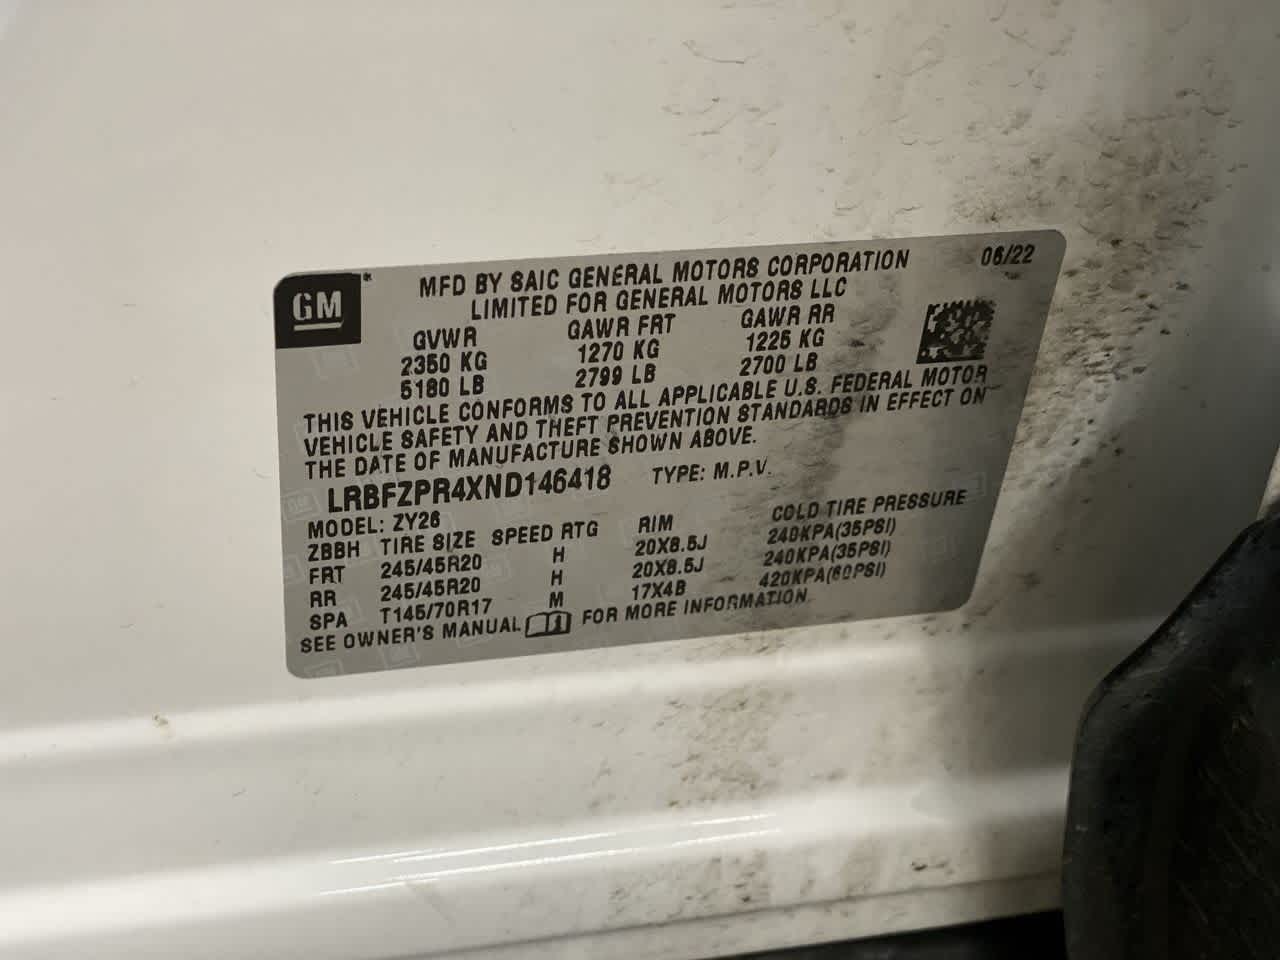 GM
MFD BY SAIC GENERAL MOTORS CORPORATION 06/22
LIMITED FOR GENERAL MOTORS LLC
GVWR GAWR FRT GAWR RR
2350 KG 1270 KG 1225 KG
5180 LB 2799 LB 2700 LB
THIS VEHICLE CONFORMS TO ALL APPLICABLE U.S. FEDERAL MOTOR
VEHICLE SAFETY AND THEFT PREVENTION STANDARDS IN EFFECT ON
THE DATE OF MANUFACTURE SHOWN ABOVE.
LRBFZPR4XND146418 TYPE: M.P.V.
MODEL: ZY26
ZBBH TIRE SIZE SPEED RTG RIM COLD TIRE PRESSURE
FRT 245/45R20 H 20X8.5J 240KPA(35PSI)
RR 245/45R20 H 20X8.5J 240KPA(35PSI)
SPA T145/70R17 M 17X4B 420KPA(60PSI)
SEE OWNER'S MANUAL FOR MORE INFORMATION.